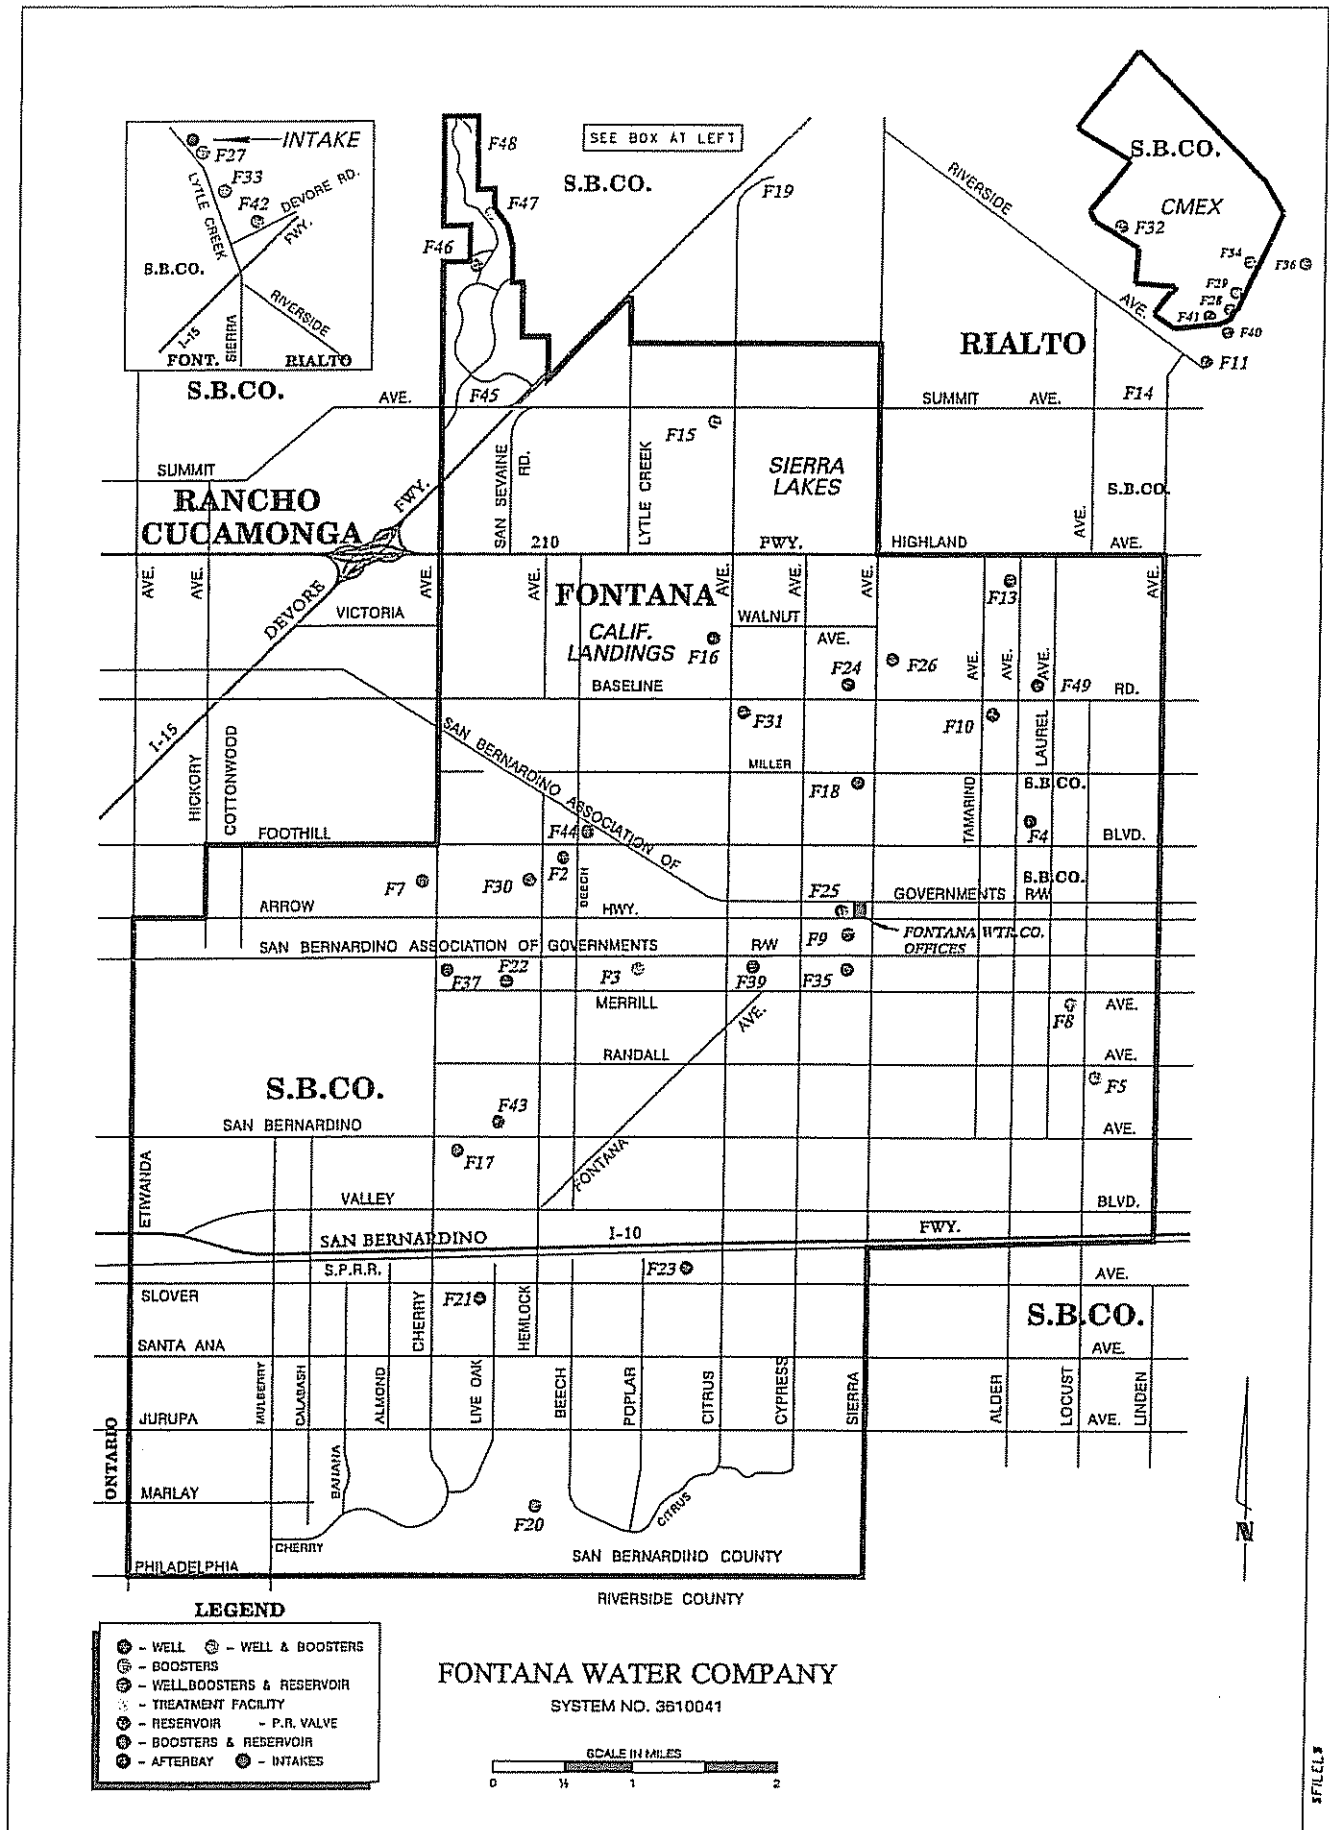 INTAKE
F27
F33
F42
DEVORE RD.
LYTLE CREEK
FWY.
S.B.CO.
SIERRA
RIVERSIDE
I-15
FONT.
RIALTO
F48
F47
F46
SEE BOX AT LEFT
S.B.CO.
F19
RIVERSIDE
AVE.
S.B.CO.
CMEX
F32
F34
F36
F29
F28
F41
F40
F11
RIALTO
S.B.CO.
AVE.
F45
SUMMIT
AVE.
F14
F15
SUMMIT
SAN SEVAINE
RD.
LYTLE CREEK
SIERRA
LAKES
S.B.CO.
RANCHO
CUCAMONGA
FWY.
210
FWY.
HIGHLAND
AVE.
AVE.
AVE.
AVE.
AVE.
AVE.
AVE.
AVE.
AVE.
AVE.
AVE.
DEVORE
VICTORIA
FONTANA
CALIF.
LANDINGS
F16
WALNUT
AVE.
F13
F24
F26
AVE.
AVE.
AVE.
BASELINE
F49
RD.
F31
F10
I-15
HICKORY
COTTONWOOD
SAN BERNARDINO ASSOCIATION OF
MILLER
LAUREL
F18
S.B.CO.
TAMARIND
F44
F4
FOOTHILL
BLVD.
F7
F30
F2
BEECH
F25
GOVERNMENTS
S.B.CO.
R/W
ARROW
HWY.
FONTANA WTR.CO.
OFFICES
SAN BERNARDINO ASSOCIATION OF GOVERNMENTS
R/W
F9
F37
F22
F3
F39
F35
MERRILL
F8
AVE.
AVE.
RANDALL
AVE.
S.B.CO.
F5
F43
SAN BERNARDINO
AVE.
F17
FONTANA
ETIWANDA
VALLEY
BLVD.
SAN BERNARDINO
I-10
FWY.
S.P.R.R.
F23
AVE.
SLOVER
CHERRY
F21
HEMLOCK
S.B.CO.
SANTA ANA
AVE.
MULBERRY
CALABASH
ALMOND
LIVE OAK
BEECH
POPLAR
CITRUS
CYPRESS
SIERRA
ALDER
LOCUST
LINDEN
JURUPA
AVE.
ONTARIO
BANANA
MARLAY
F20
CITRUS
CHERRY
N
SAN BERNARDINO COUNTY
PHILADELPHIA
RIVERSIDE COUNTY
LEGEND
- WELL - WELL & BOOSTERS
- BOOSTERS
- WELL.BOOSTERS & RESERVOIR
- TREATMENT FACILITY
- RESERVOIR - P.R. VALVE
- BOOSTERS & RESERVOIR
- AFTERBAY - INTAKES
FONTANA WATER COMPANY
SYSTEM NO. 3610041
SCALE IN MILES
0 ½ 1 2